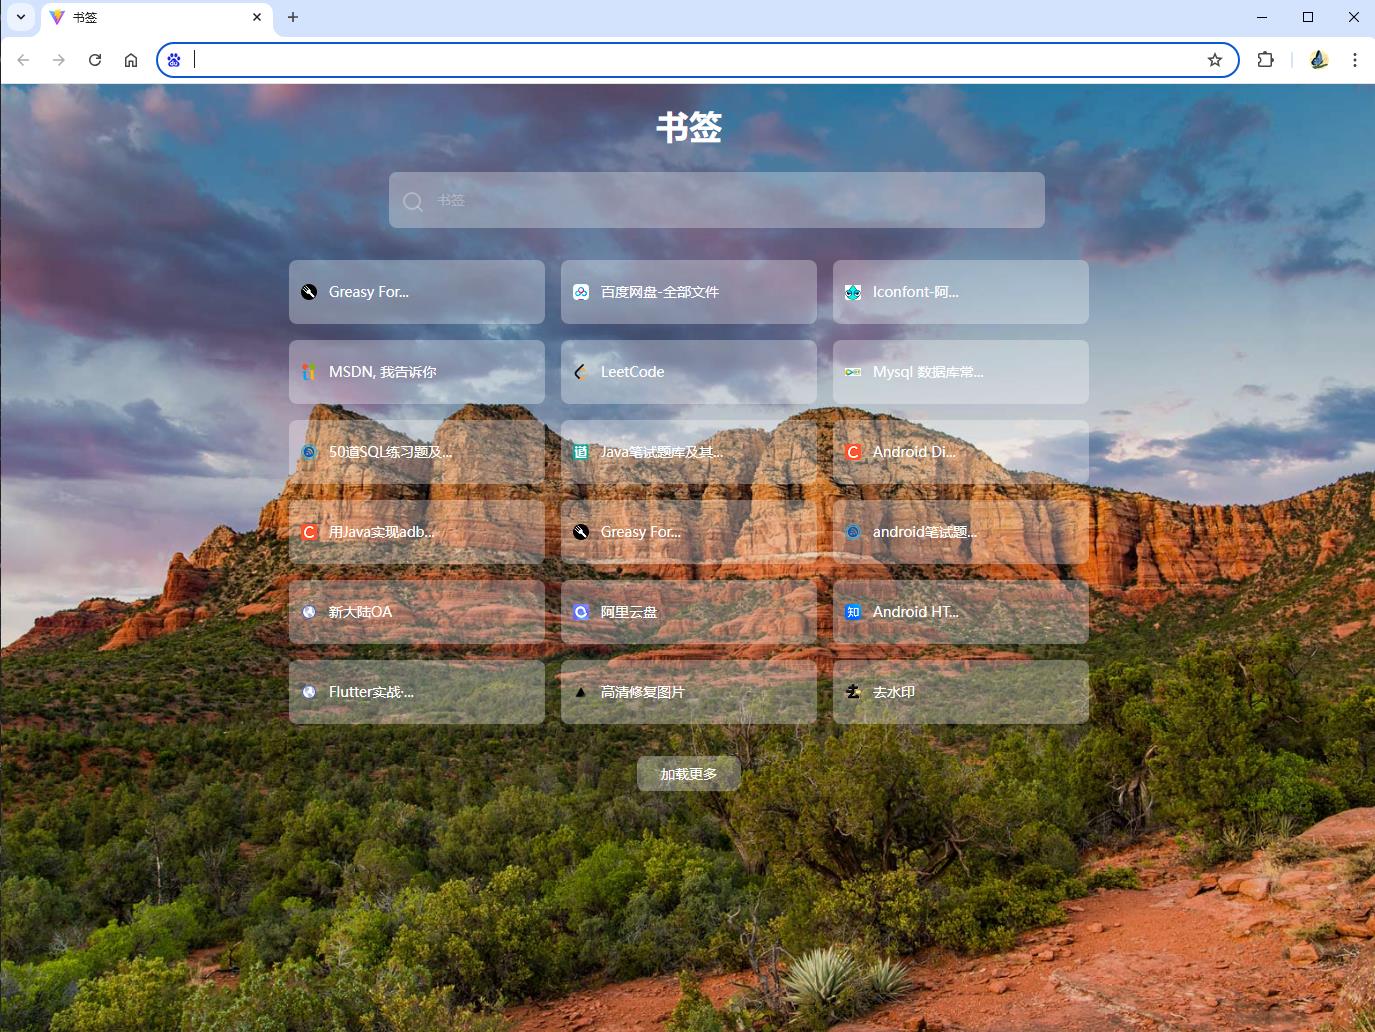 书签
书签
书签
Greasy For...
百度网盘-全部文件
Iconfont-阿...
MSDN, 我告诉你
LeetCode
Mysql 数据库常...
50道SQL练习题及...
Java笔试题库及其...
Android Di...
用Java实现adb...
Greasy For...
android笔试题...
新大陆OA
阿里云盘
Android HT...
Flutter实战·...
高清修复图片
去水印
加载更多